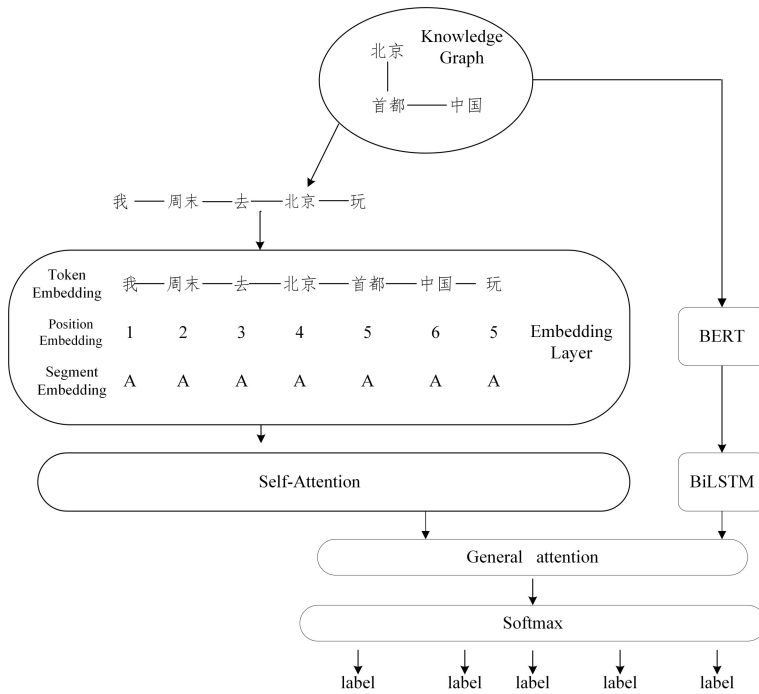 北京
Knowledge
Graph
首都 中国
我 周末 去 北京 玩
Token
Embedding
我 周末 去 北京 首都 中国 玩
Position
Embedding
1 2 3 4 5 6 5
Segment
Embedding
A A A A A A A
Embedding
Layer
BERT
Self-Attention
BiLSTM
General attention
Softmax
label label label label label